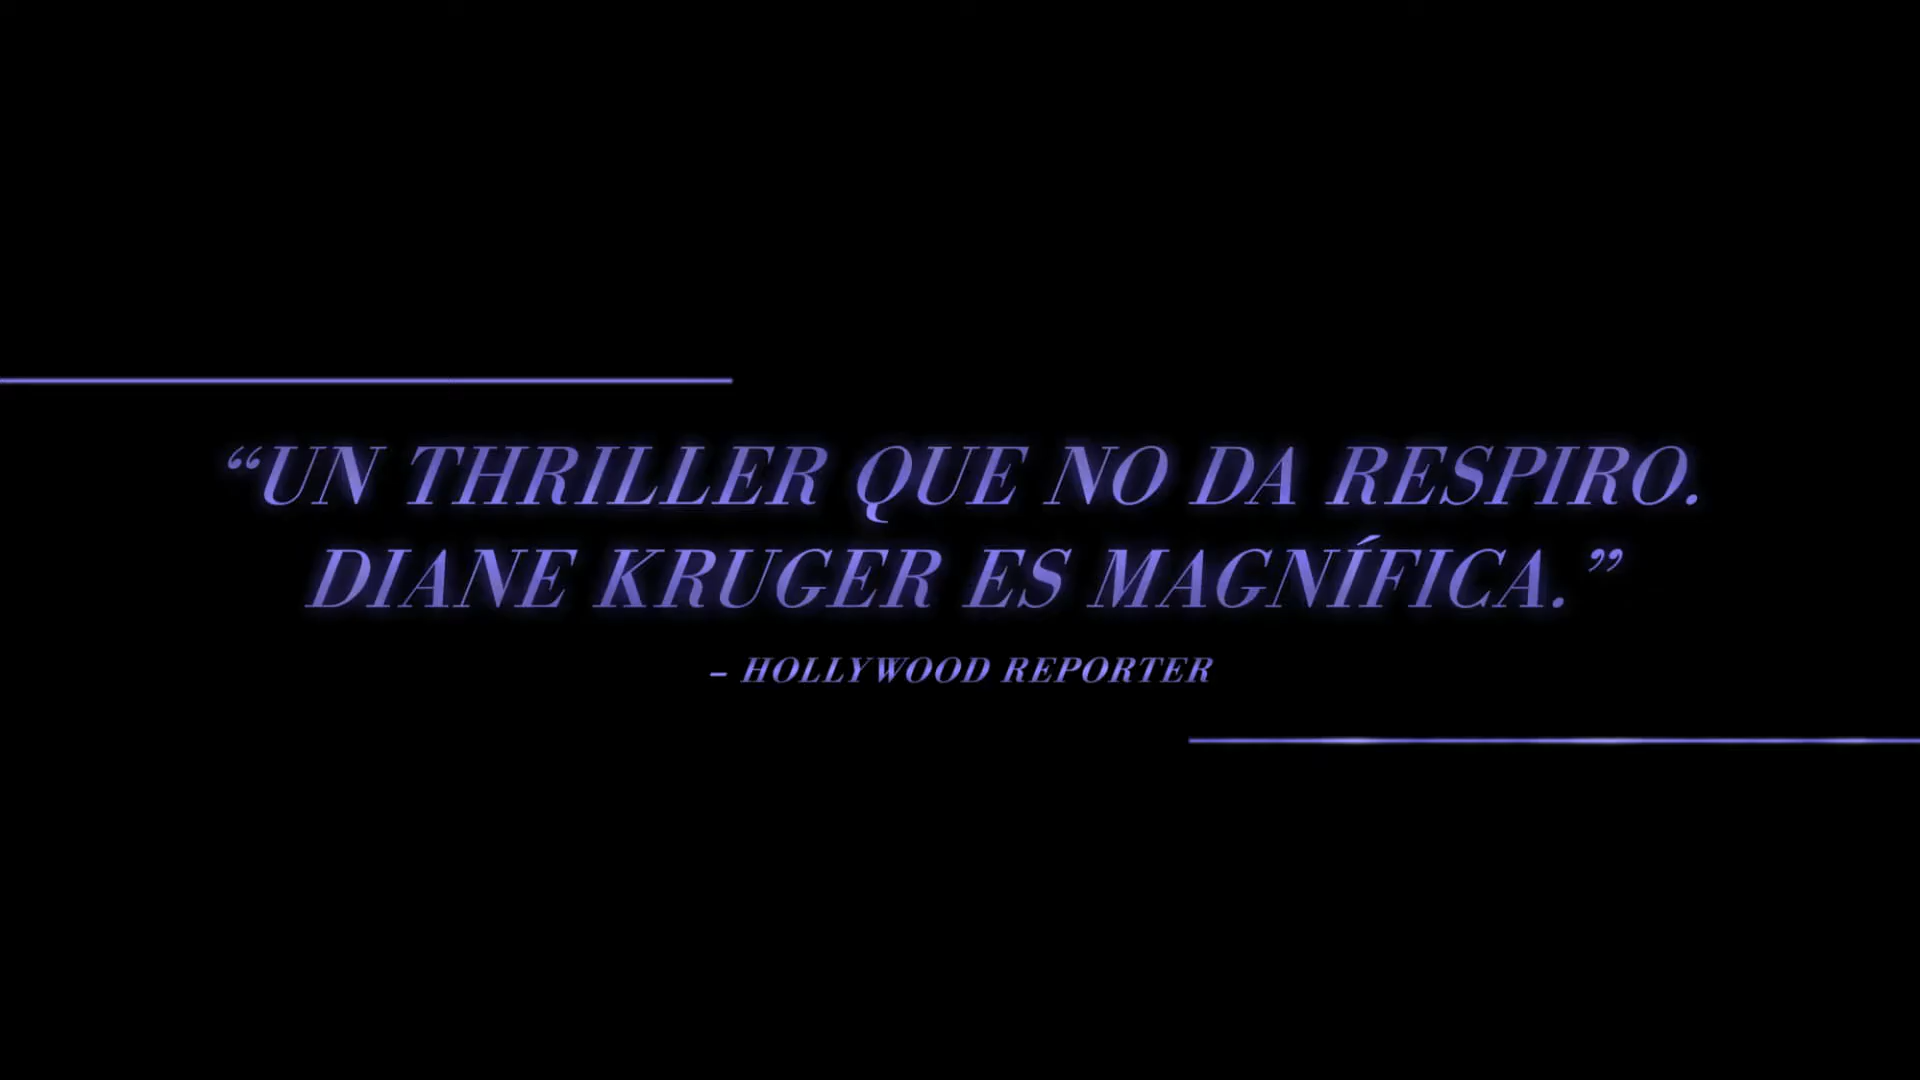 “UN THRILLER QUE NO DA RESPIRO.
DIANE KRUGER ES MAGNÍFICA.”
– HOLLYWOOD REPORTER